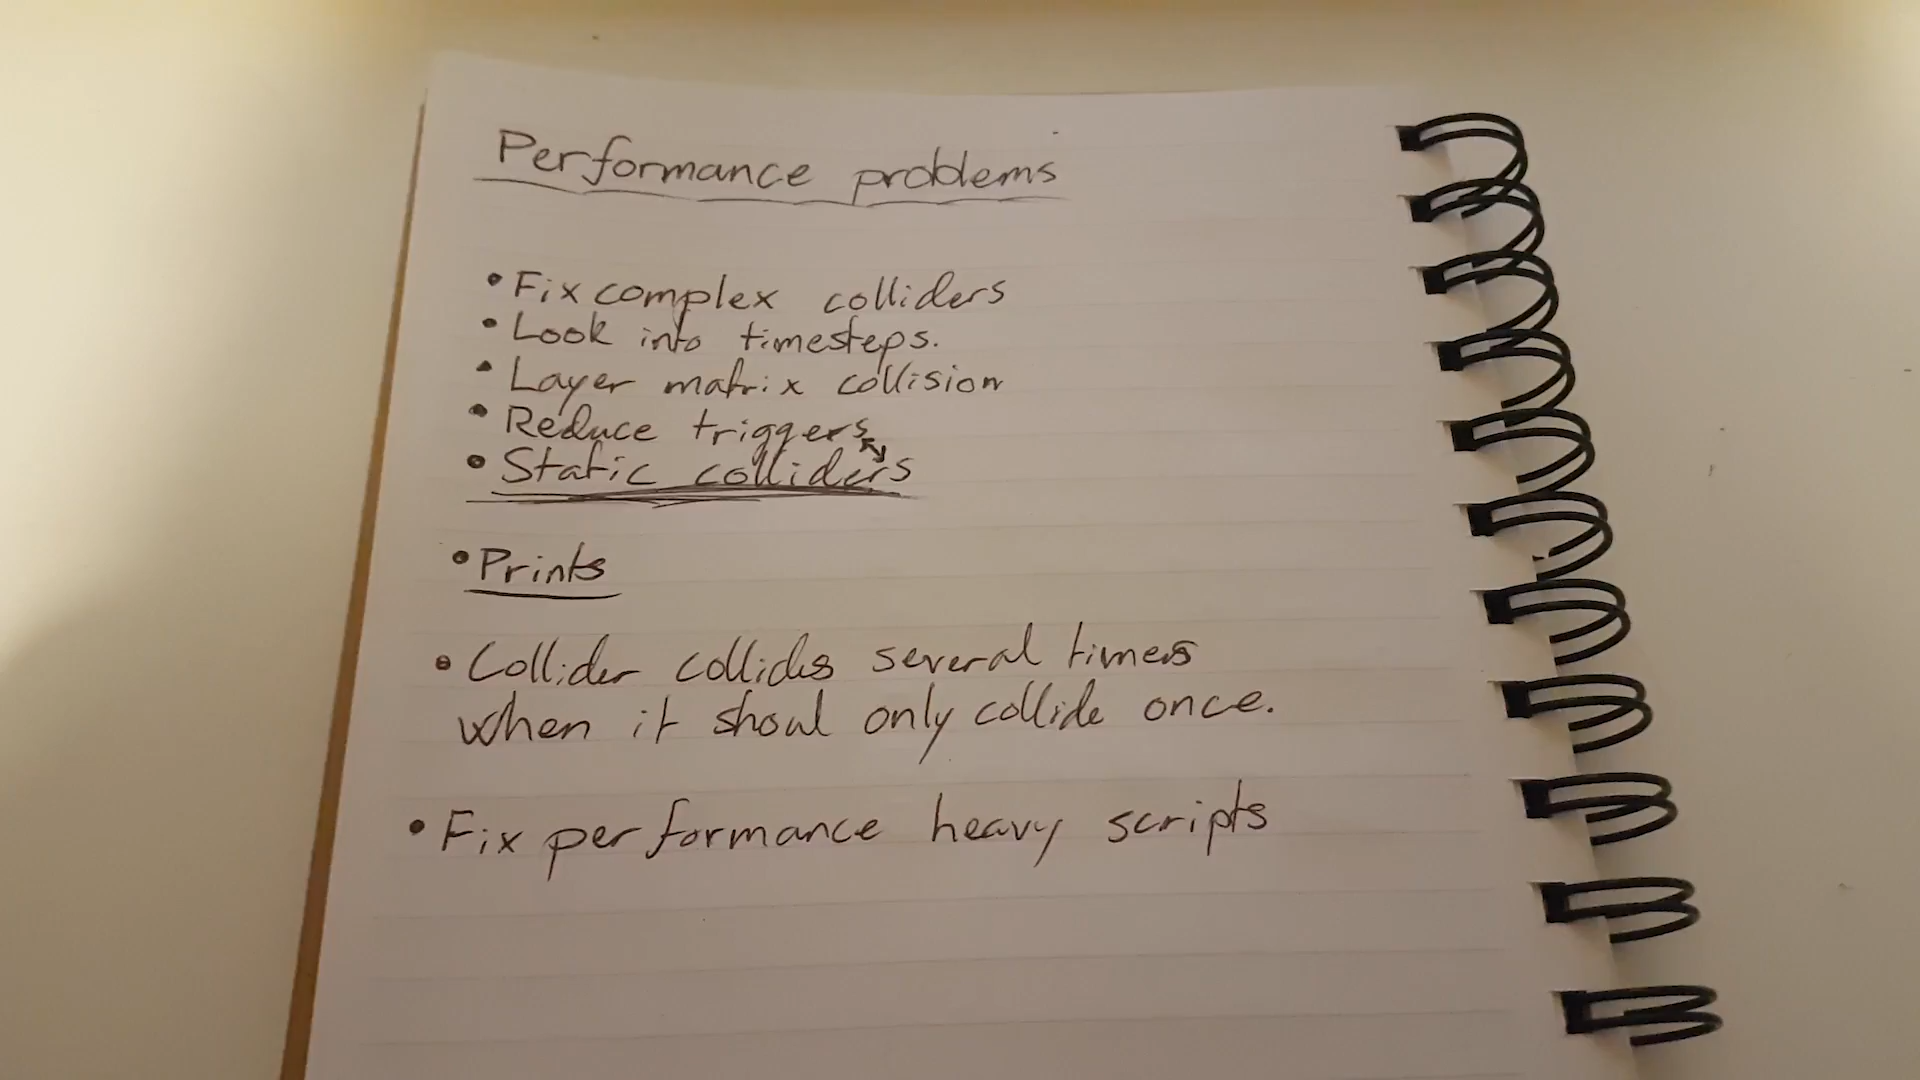 Performance problems
• Fix complex colliders
• Look into timesteps.
• Layer matrix collision
• Reduce triggers
• Static colliders
• Prints
• Collider collides several times
when it shoul only collide once.
• Fix performance heavy scripts